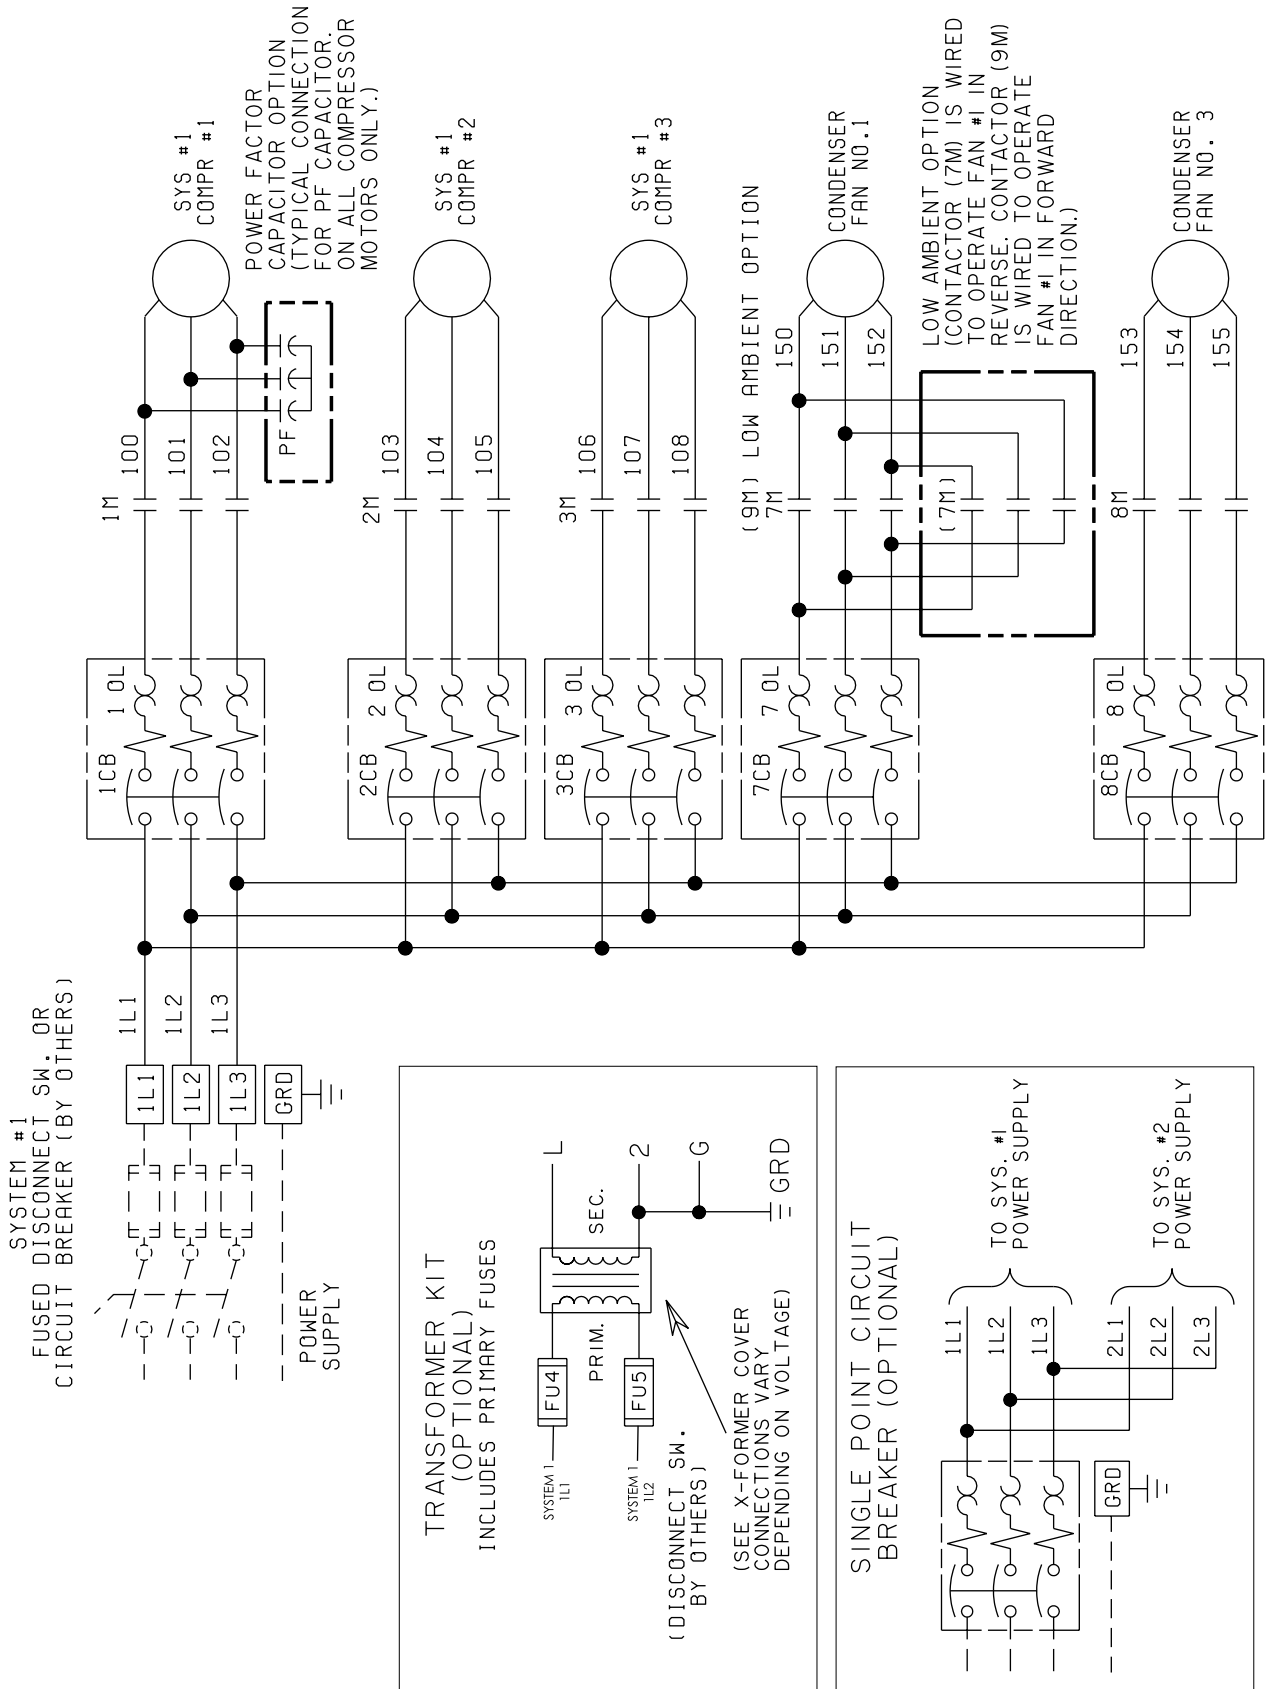 SYSTEM #1
FUSED DISCONNECT SW. OR
CIRCUIT BREAKER (BY OTHERS)
POWER
SUPPLY
1L1
1L2
1L3
GRD
1L1
1L2
1L3
1CB
1 OL
1M
100
101
102
PF
SYS #1
COMPR #1
POWER FACTOR
CAPACITOR OPTION
(TYPICAL CONNECTION
FOR PF CAPACITOR.
ON ALL COMPRESSOR
MOTORS ONLY.)
2CB
2 OL
2M
103
104
105
SYS #1
COMPR #2
3CB
3 OL
3M
106
107
108
SYS #1
COMPR #3
7CB
7 OL
(9M) LOW AMBIENT OPTION
7M
150
151
152
CONDENSER
FAN NO.1
(7M)
LOW AMBIENT OPTION
(CONTACTOR (7M) IS WIRED
TO OPERATE FAN #1 IN
REVERSE. CONTACTOR (9M)
IS WIRED TO OPERATE
FAN #1 IN FORWARD
DIRECTION.)
8CB
8 OL
8M
153
154
155
CONDENSER
FAN NO. 3
TRANSFORMER KIT
(OPTIONAL)
INCLUDES PRIMARY FUSES
SYSTEM 1
1L1
FU4
L
PRIM.
SEC.
SYSTEM 1
1L2
FU5
2
G
GRD
(DISCONNECT SW.
BY OTHERS)
(SEE X-FORMER COVER
CONNECTIONS VARY
DEPENDING ON VOLTAGE)
SINGLE POINT CIRCUIT
BREAKER (OPTIONAL)
1L1
1L2
1L3
TO SYS. #1
POWER SUPPLY
2L1
2L2
2L3
TO SYS. #2
POWER SUPPLY
GRD